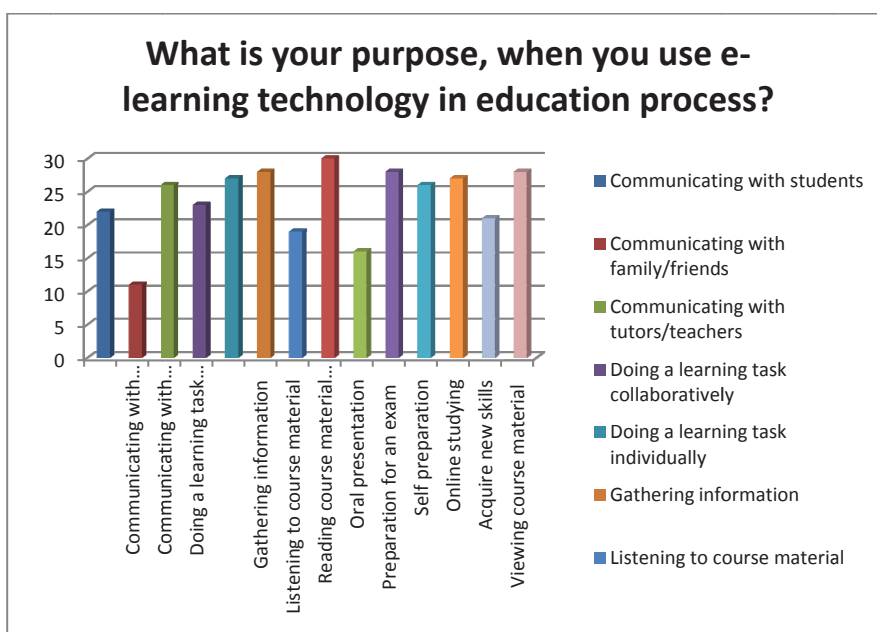 What is your purpose, when you use e-
learning technology in education process?
30
25
20
15
10
5
0
Communicating with...
Communicating with...
Doing a learning task...
Gathering information
Listening to course material
Reading course material...
Oral presentation
Preparation for an exam
Self preparation
Online studying
Acquire new skills
Viewing course material
Communicating with students
Communicating with
family/friends
Communicating with
tutors/teachers
Doing a learning task
collaboratively
Doing a learning task
individually
Gathering information
Listening to course material